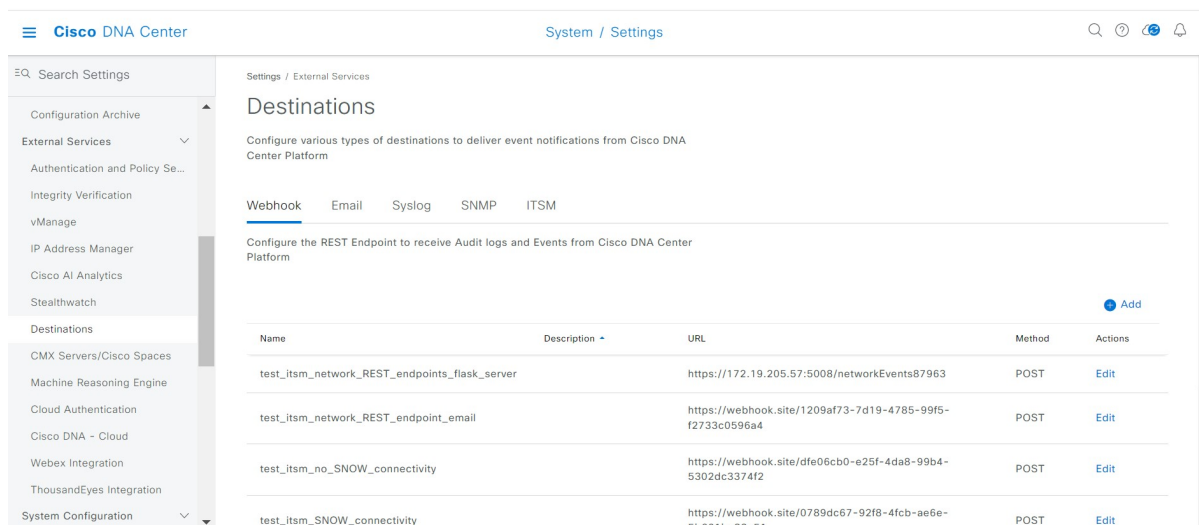 Cisco DNA Center
System / Settings
Search Settings
Configuration Archive
External Services
Authentication and Policy Se...
Integrity Verification
vManage
IP Address Manager
Cisco AI Analytics
Stealthwatch
Destinations
CMX Servers/Cisco Spaces
Machine Reasoning Engine
Cloud Authentication
Cisco DNA - Cloud
Webex Integration
ThousandEyes Integration
System Configuration
Settings / External Services
Destinations
Configure various types of destinations to deliver event notifications from Cisco DNA
Center Platform
Webhook Email Syslog SNMP ITSM
Configure the REST Endpoint to receive Audit logs and Events from Cisco DNA Center
Platform
Add
Name Description URL Method Actions
test_itsm_network_REST_endpoints_flask_server https://172.19.205.57:5008/networkEvents87963 POST Edit
test_itsm_network_REST_endpoint_email https://webhook.site/1209af73-7d19-4785-99f5-
f2733c0596a4 POST Edit
test_itsm_no_SNOW_connectivity https://webhook.site/dfe06cb0-e25f-4da8-99b4-
5302dc3374f2 POST Edit
test_itsm_SNOW_connectivity https://webhook.site/0789dc67-92f8-4fcb-ae6e-
POST Edit